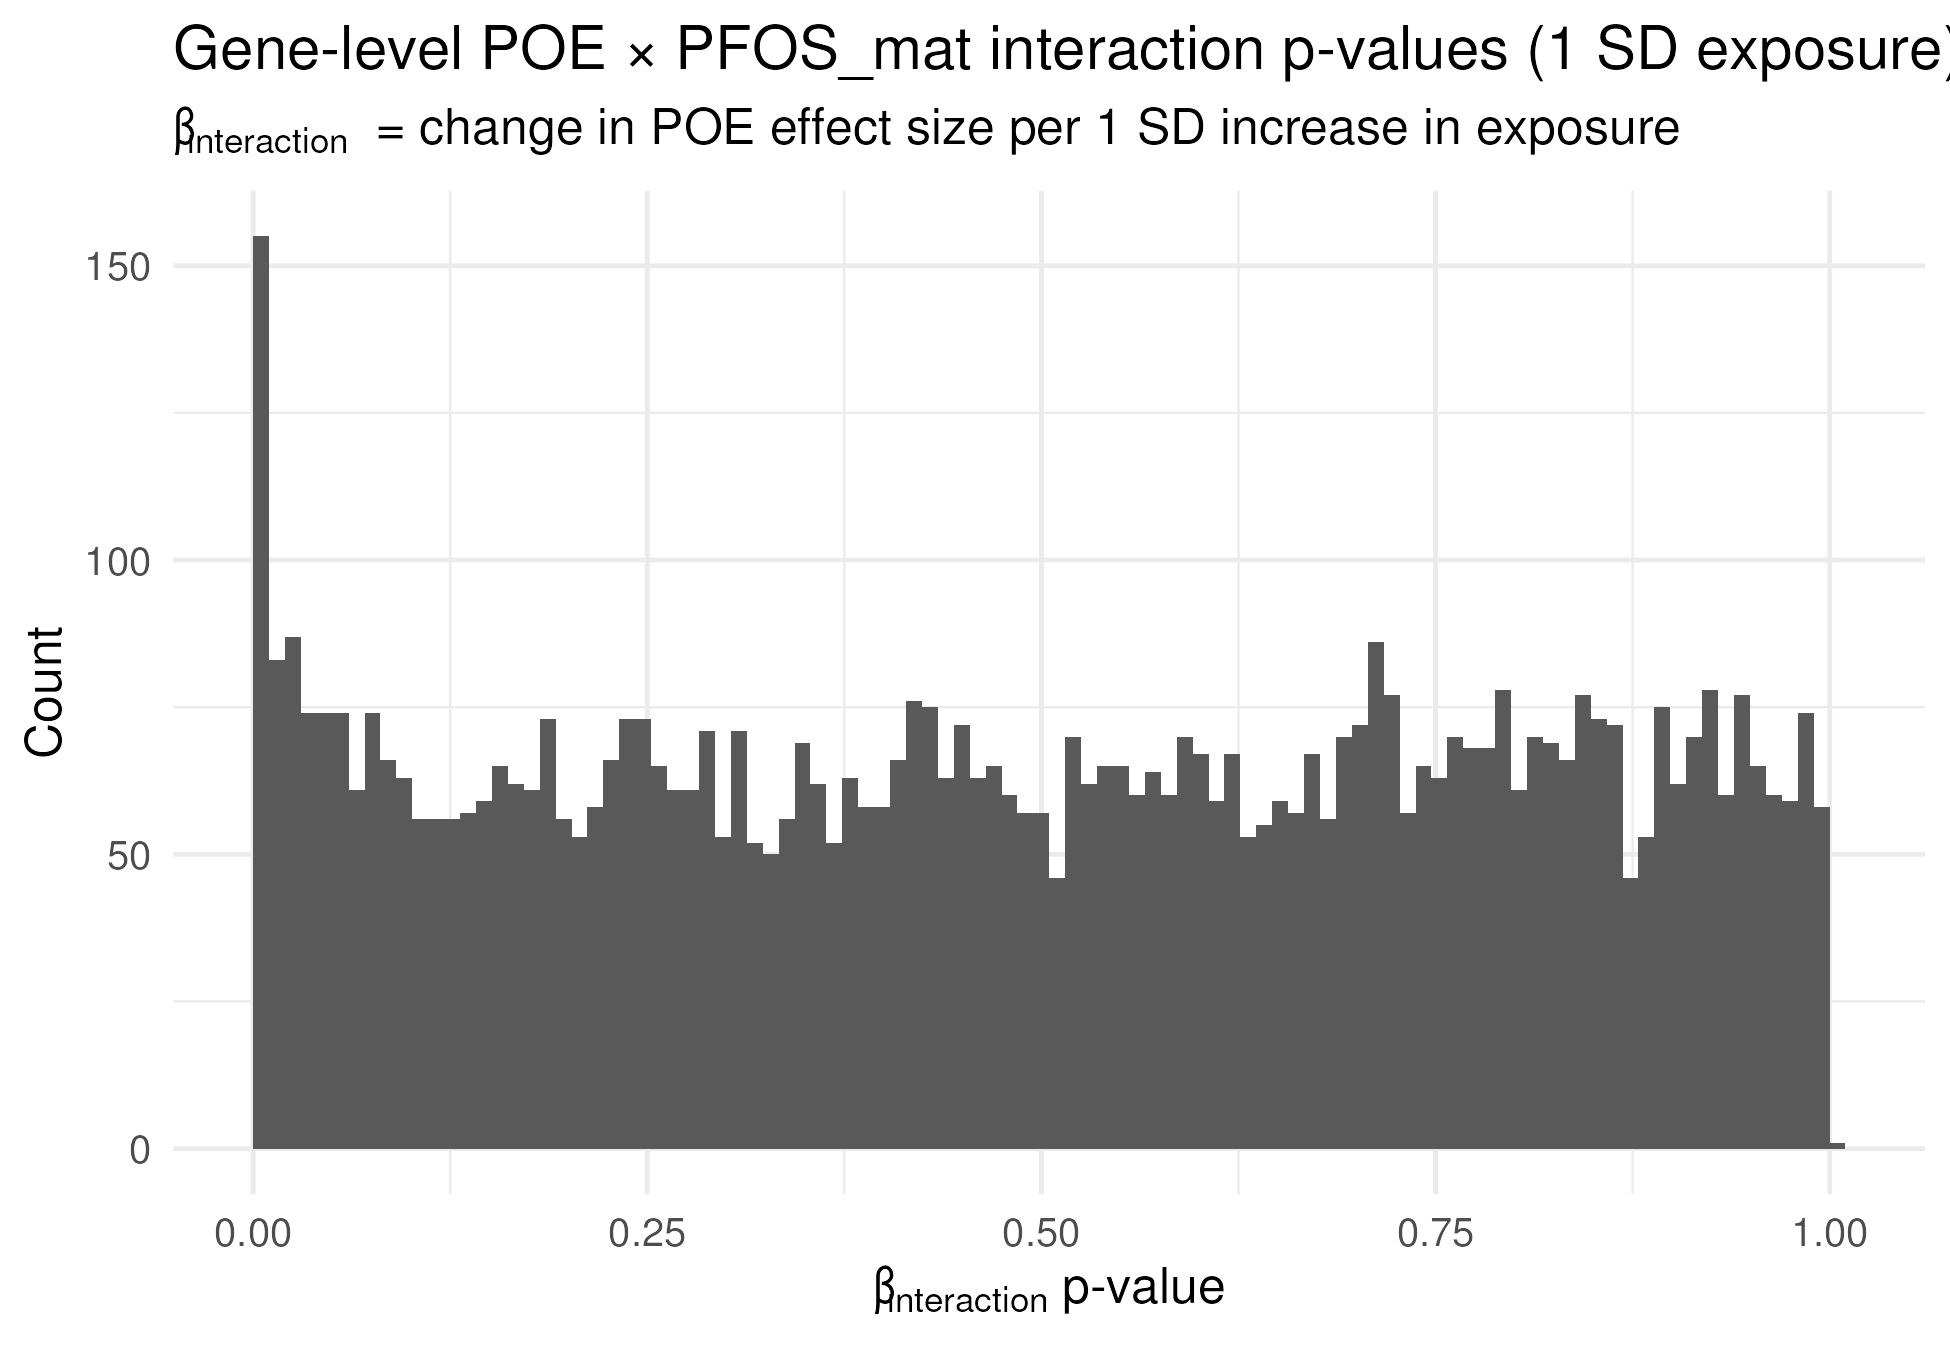 Gene-level POE × PFOS_mat interaction p-values (1 SD exposure)
βinteraction = change in POE effect size per 1 SD increase in exposure
150
100
50
0
Count
0.00 0.25 0.50 0.75 1.00
βinteraction p-value